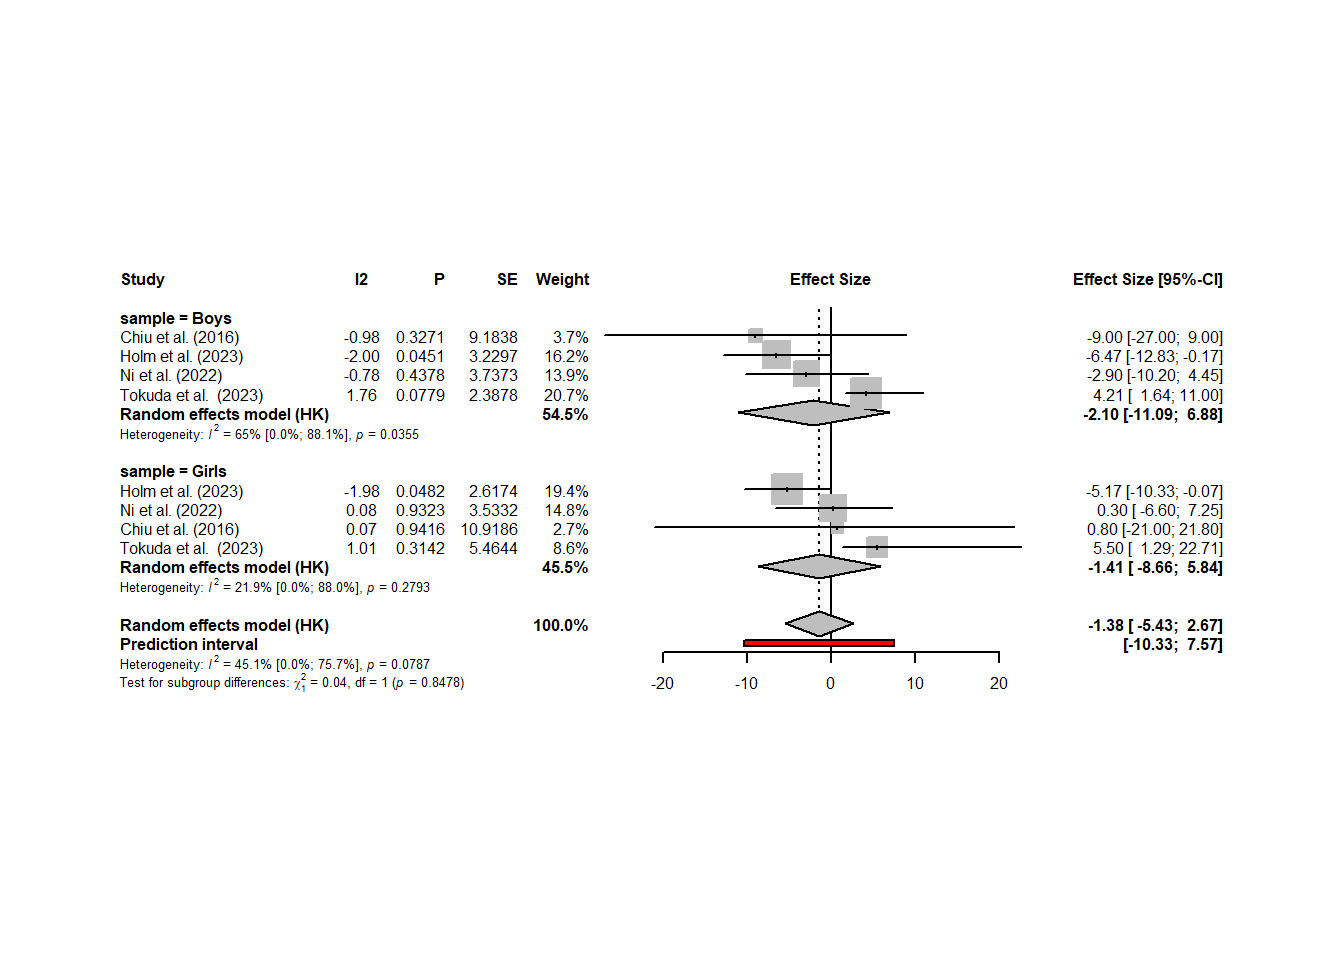 Study I2 P SE Weight Effect Size Effect Size [95%-CI]
sample = Boys
Chiu et al. (2016) -0.98 0.3271 9.1838 3.7% -9.00 [-27.00; 9.00]
Holm et al. (2023) -2.00 0.0451 3.2297 16.2% -6.47 [-12.83; -0.17]
Ni et al. (2022) -0.78 0.4378 3.7373 13.9% -2.90 [-10.20; 4.45]
Tokuda et al. (2023) 1.76 0.0779 2.3878 20.7% 4.21 [ 1.64; 11.00]
Random effects model (HK) 54.5% -2.10 [-11.09; 6.88]
Heterogeneity: I² = 65% [0.0%; 88.1%], p = 0.0355
sample = Girls
Holm et al. (2023) -1.98 0.0482 2.6174 19.4% -5.17 [-10.33; -0.07]
Ni et al. (2022) 0.08 0.9323 3.5332 14.8% 0.30 [ -6.60; 7.25]
Chiu et al. (2016) 0.07 0.9416 10.9186 2.7% 0.80 [-21.00; 21.80]
Tokuda et al. (2023) 1.01 0.3142 5.4644 8.6% 5.50 [ 1.29; 22.71]
Random effects model (HK) 45.5% -1.41 [ -8.66; 5.84]
Heterogeneity: I² = 21.9% [0.0%; 88.0%], p = 0.2793
Random effects model (HK) 100.0% -1.38 [ -5.43; 2.67]
Prediction interval [-10.33; 7.57]
Heterogeneity: I² = 45.1% [0.0%; 75.7%], p = 0.0787
Test for subgroup differences: χ²₁ = 0.04, df = 1 (p = 0.8478)
-20 -10 0 10 20